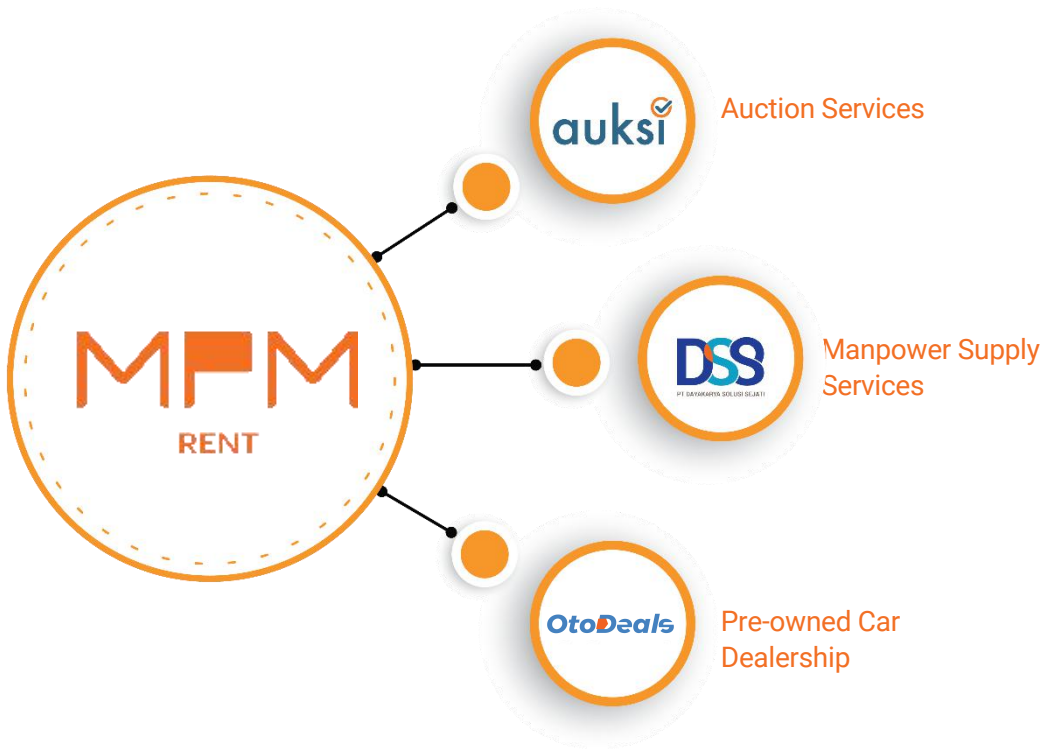 auksi
Auction Services
MPM
RENT
DSS
PT DAYAKARYA SOLUSI SEJATI
Manpower Supply
Services
OtoDeals
Pre-owned Car
Dealership